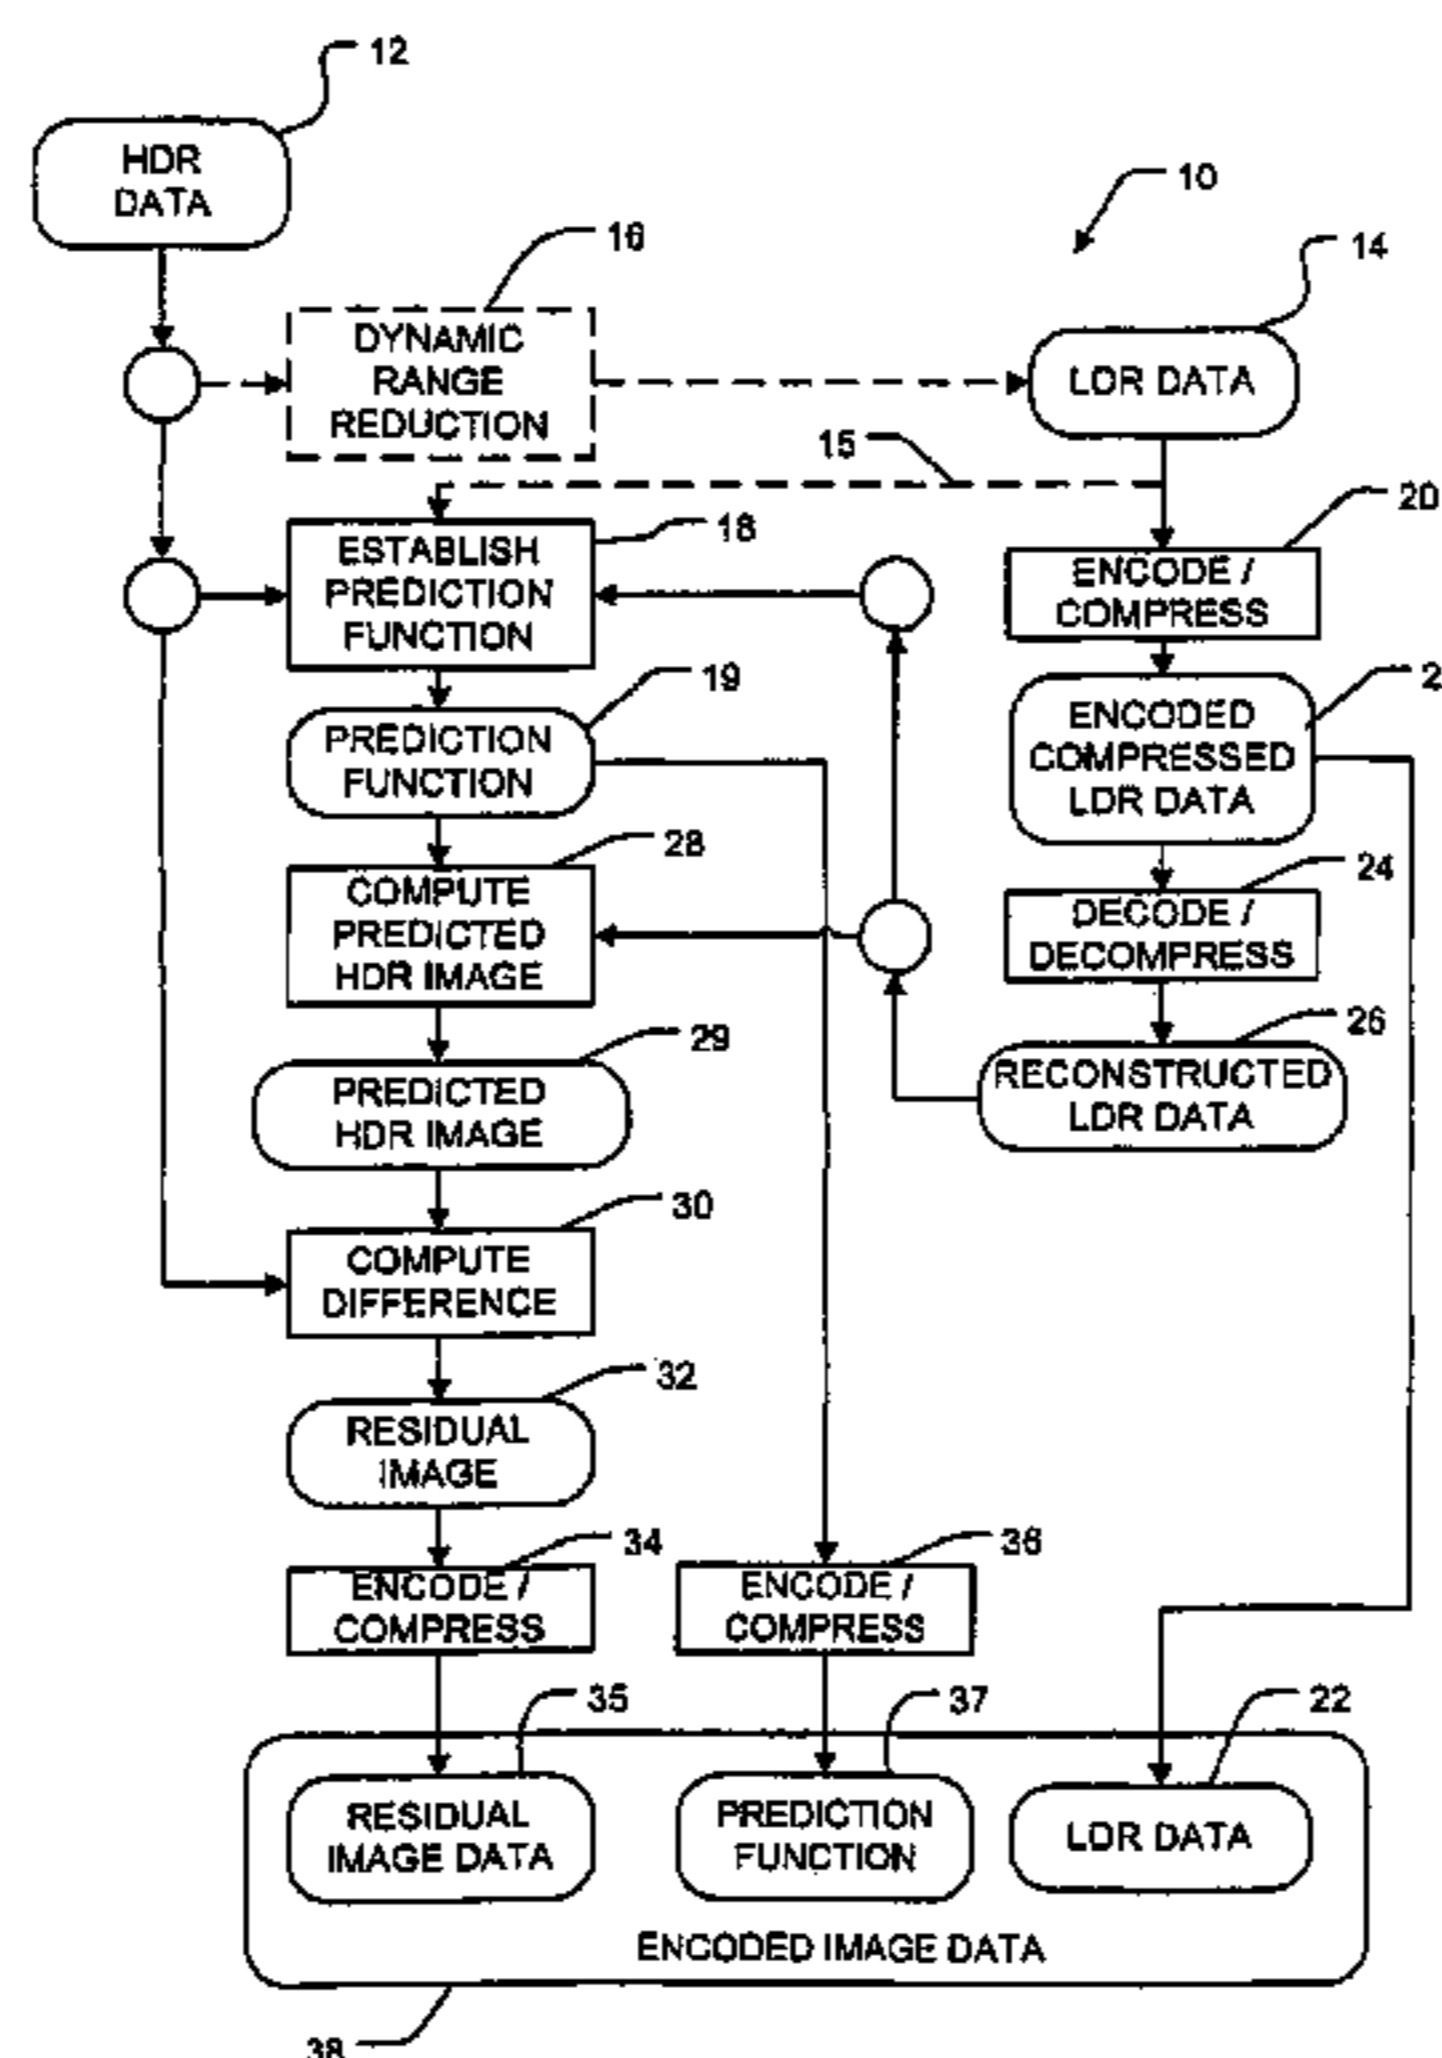 12
HDR
DATA
10
16
14
DYNAMIC
RANGE
REDUCTION
LDR DATA
15
20
18
ESTABLISH
PREDICTION
FUNCTION
ENCODE /
COMPRESS
19
2
PREDICTION
FUNCTION
ENCODED
COMPRESSED
LDR DATA
28
24
COMPUTE
PREDICTED
HDR IMAGE
DECODE /
DECOMPRESS
29
26
PREDICTED
HDR IMAGE
RECONSTRUCTED
LDR DATA
30
COMPUTE
DIFFERENCE
32
RESIDUAL
IMAGE
34
36
ENCODE /
COMPRESS
ENCODE /
COMPRESS
35
37
22
RESIDUAL
IMAGE DATA
PREDICTION
FUNCTION
LDR DATA
ENCODED IMAGE DATA
38